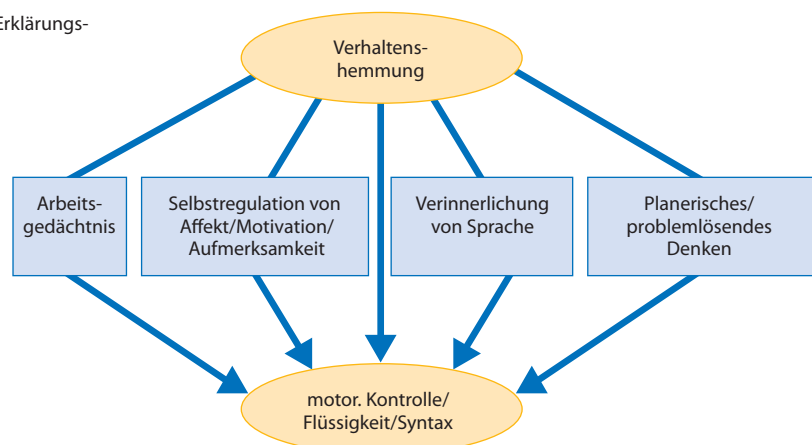 Erklärungs-
Verhaltens-
hemmung
Arbeits-
gedächtnis
Selbstregulation von
Affekt/Motivation/
Aufmerksamkeit
Verinnerlichung
von Sprache
Planerisches/
problemlösendes
Denken
motor. Kontrolle/
Flüssigkeit/Syntax